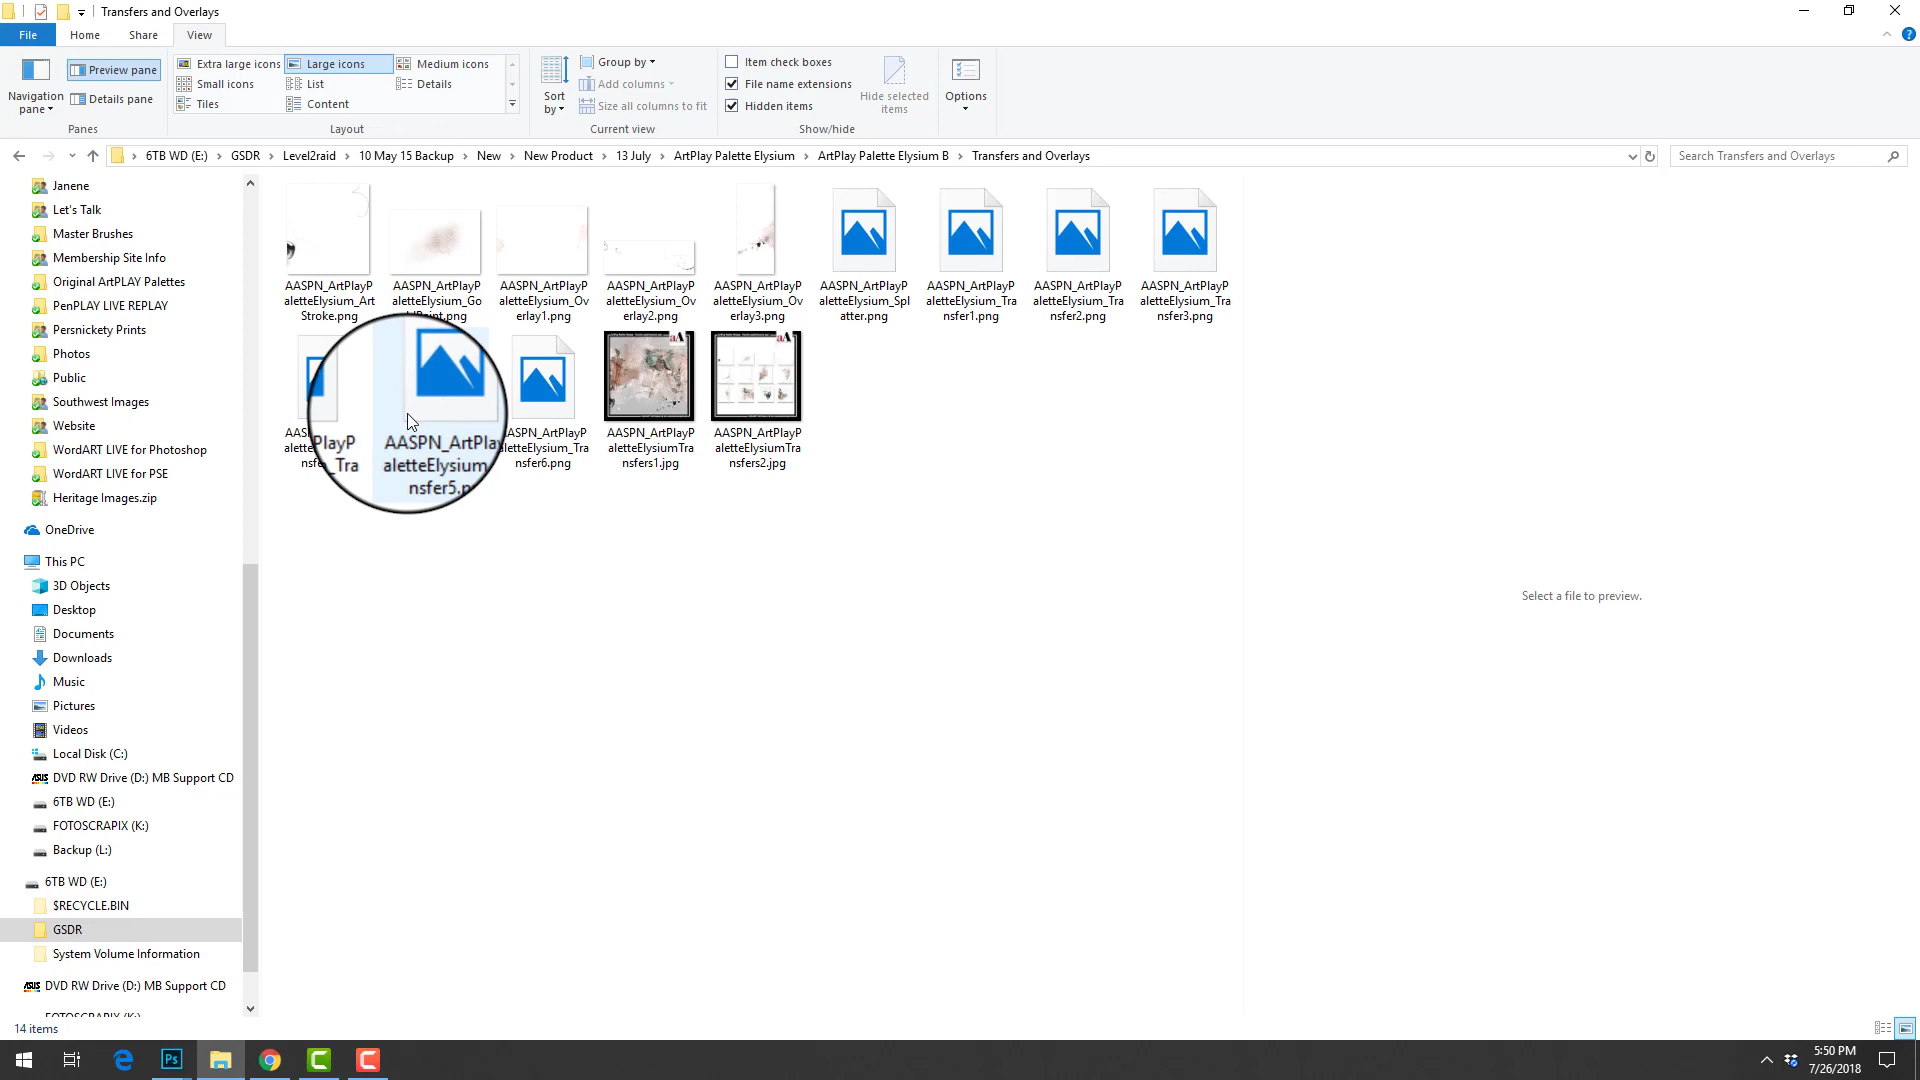 Transfers and Overlays
File
Home
Share
View
Preview pane
Navigation
pane
Details pane
Panes
Extra large icons
Large icons
Medium icons
Small icons
List
Details
Tiles
Content
Layout
Sort
by
Group by
Add columns
Size all columns to fit
Current view
Item check boxes
File name extensions
Hidden items
Hide selected
items
Show/hide
Options
6TB WD (E:)
GSDR
Level2raid
10 May 15 Backup
New
New Product
13 July
ArtPlay Palette Elysium
ArtPlay Palette Elysium B
Transfers and Overlays
Search Transfers and Overlays
Janene
Let's Talk
Master Brushes
Membership Site Info
Original ArtPLAY Palettes
PenPLAY LIVE REPLAY
Persnickety Prints
Photos
Public
Southwest Images
Website
WordART LIVE for Photoshop
WordART LIVE for PSE
Heritage Images.zip
OneDrive
This PC
3D Objects
Desktop
Documents
Downloads
Music
Pictures
Videos
Local Disk (C:)
DVD RW Drive (D:) MB Support CD
6TB WD (E:)
FOTOSCRAPIX (K:)
Backup (L:)
6TB WD (E:)
$RECYCLE.BIN
GSDR
System Volume Information
DVD RW Drive (D:) MB Support CD
AASPN_ArtPlayP
aletteElysium_Art
Stroke.png
AASPN_ArtPlayP
aletteElysium_Go
AASPN_ArtPlayP
aletteElysium_Ov
erlay1.png
AASPN_ArtPlayP
aletteElysium_Ov
erlay2.png
AASPN_ArtPlayP
aletteElysium_Ov
erlay3.png
AASPN_ArtPlayP
aletteElysium_Spl
atter.png
AASPN_ArtPlayP
aletteElysium_Tra
nsfer1.png
AASPN_ArtPlayP
aletteElysium_Tra
nsfer2.png
AASPN_ArtPlayP
aletteElysium_Tra
nsfer3.png
PlayP
_Tra
AASPN_ArtPlay
aletteElysium
nsfer5.p
ASPN_ArtPlayP
letteElysium_Tra
nsfer6.png
AASPN_ArtPlayP
aletteElysiumTra
nsfers1.jpg
AASPN_ArtPlayP
aletteElysiumTra
nsfers2.jpg
aA
aA
Select a file to preview.
14 items
Ps
5:50 PM
7/26/2018